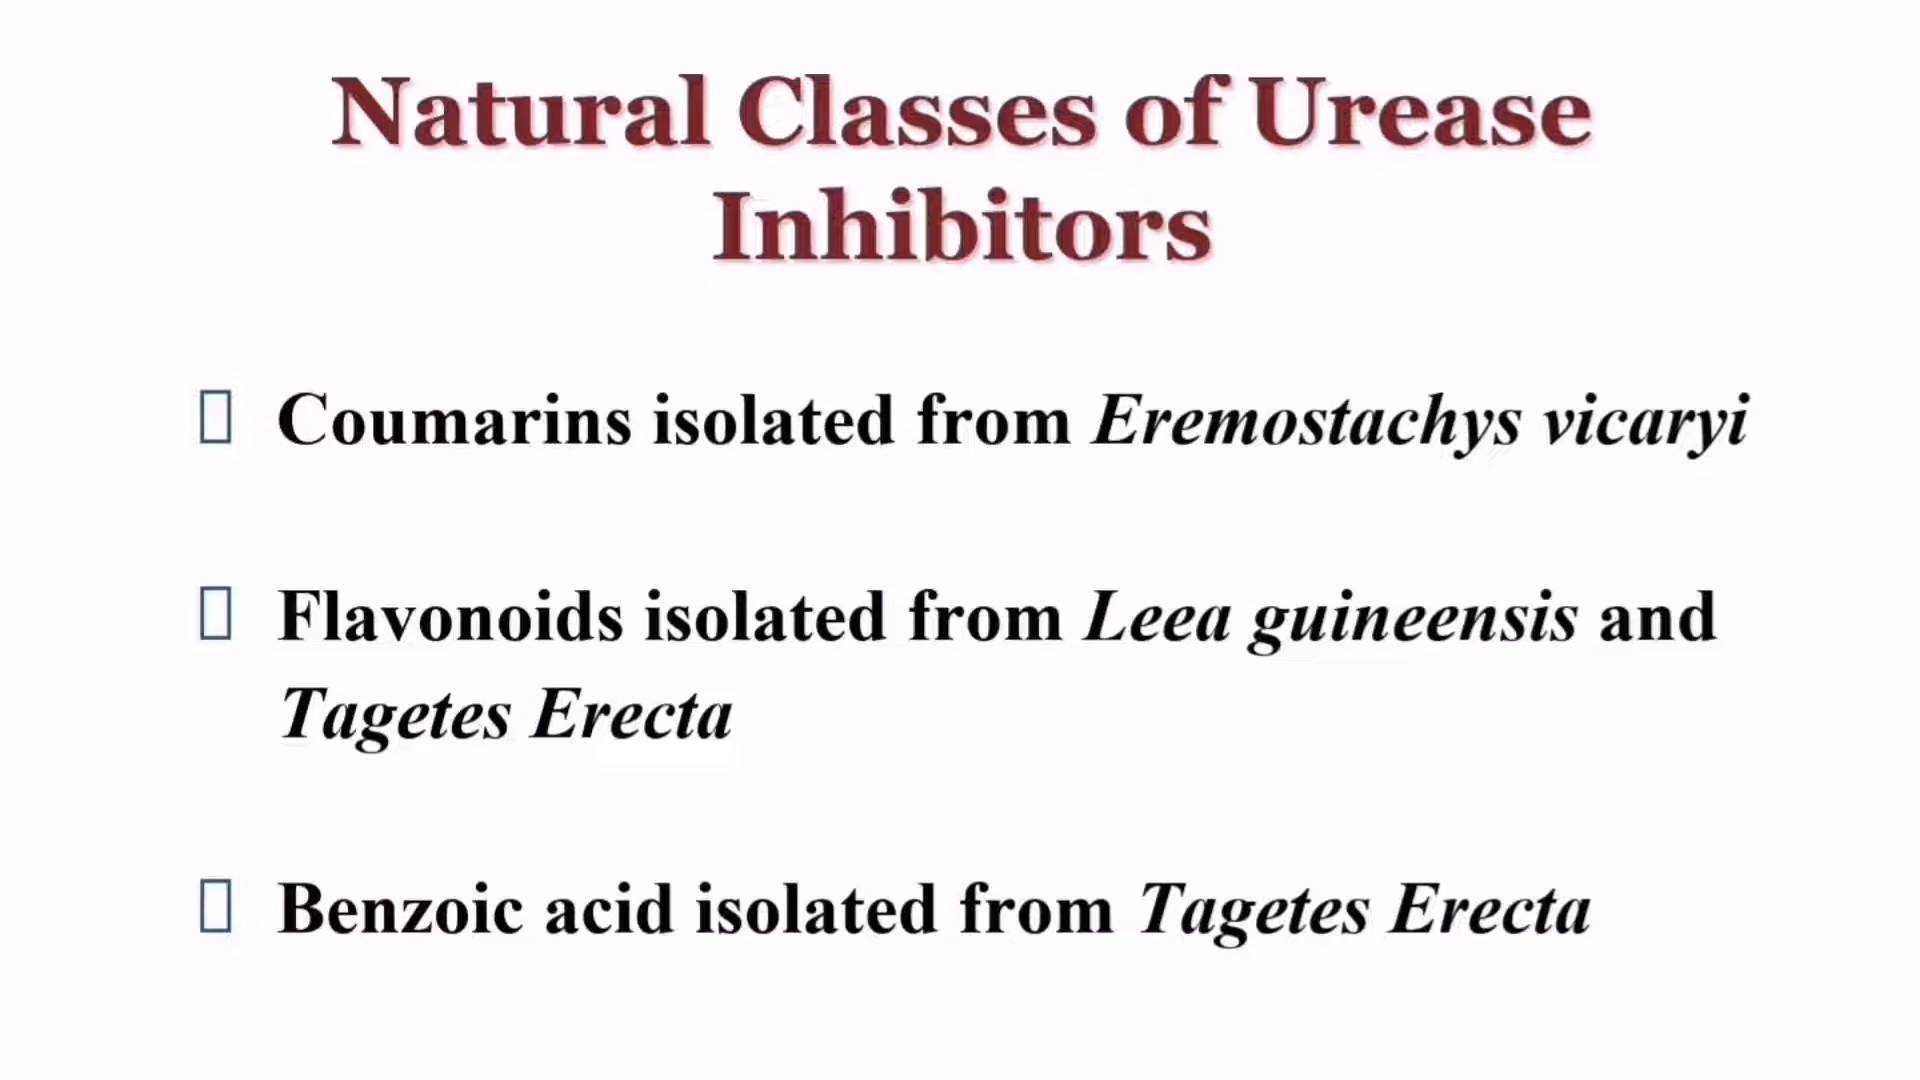 Natural Classes of Urease
Inhibitors
Coumarins isolated from Eremostachys vicaryi
Flavonoids isolated from Leea guineensis and
Tagetes Erecta
Benzoic acid isolated from Tagetes Erecta